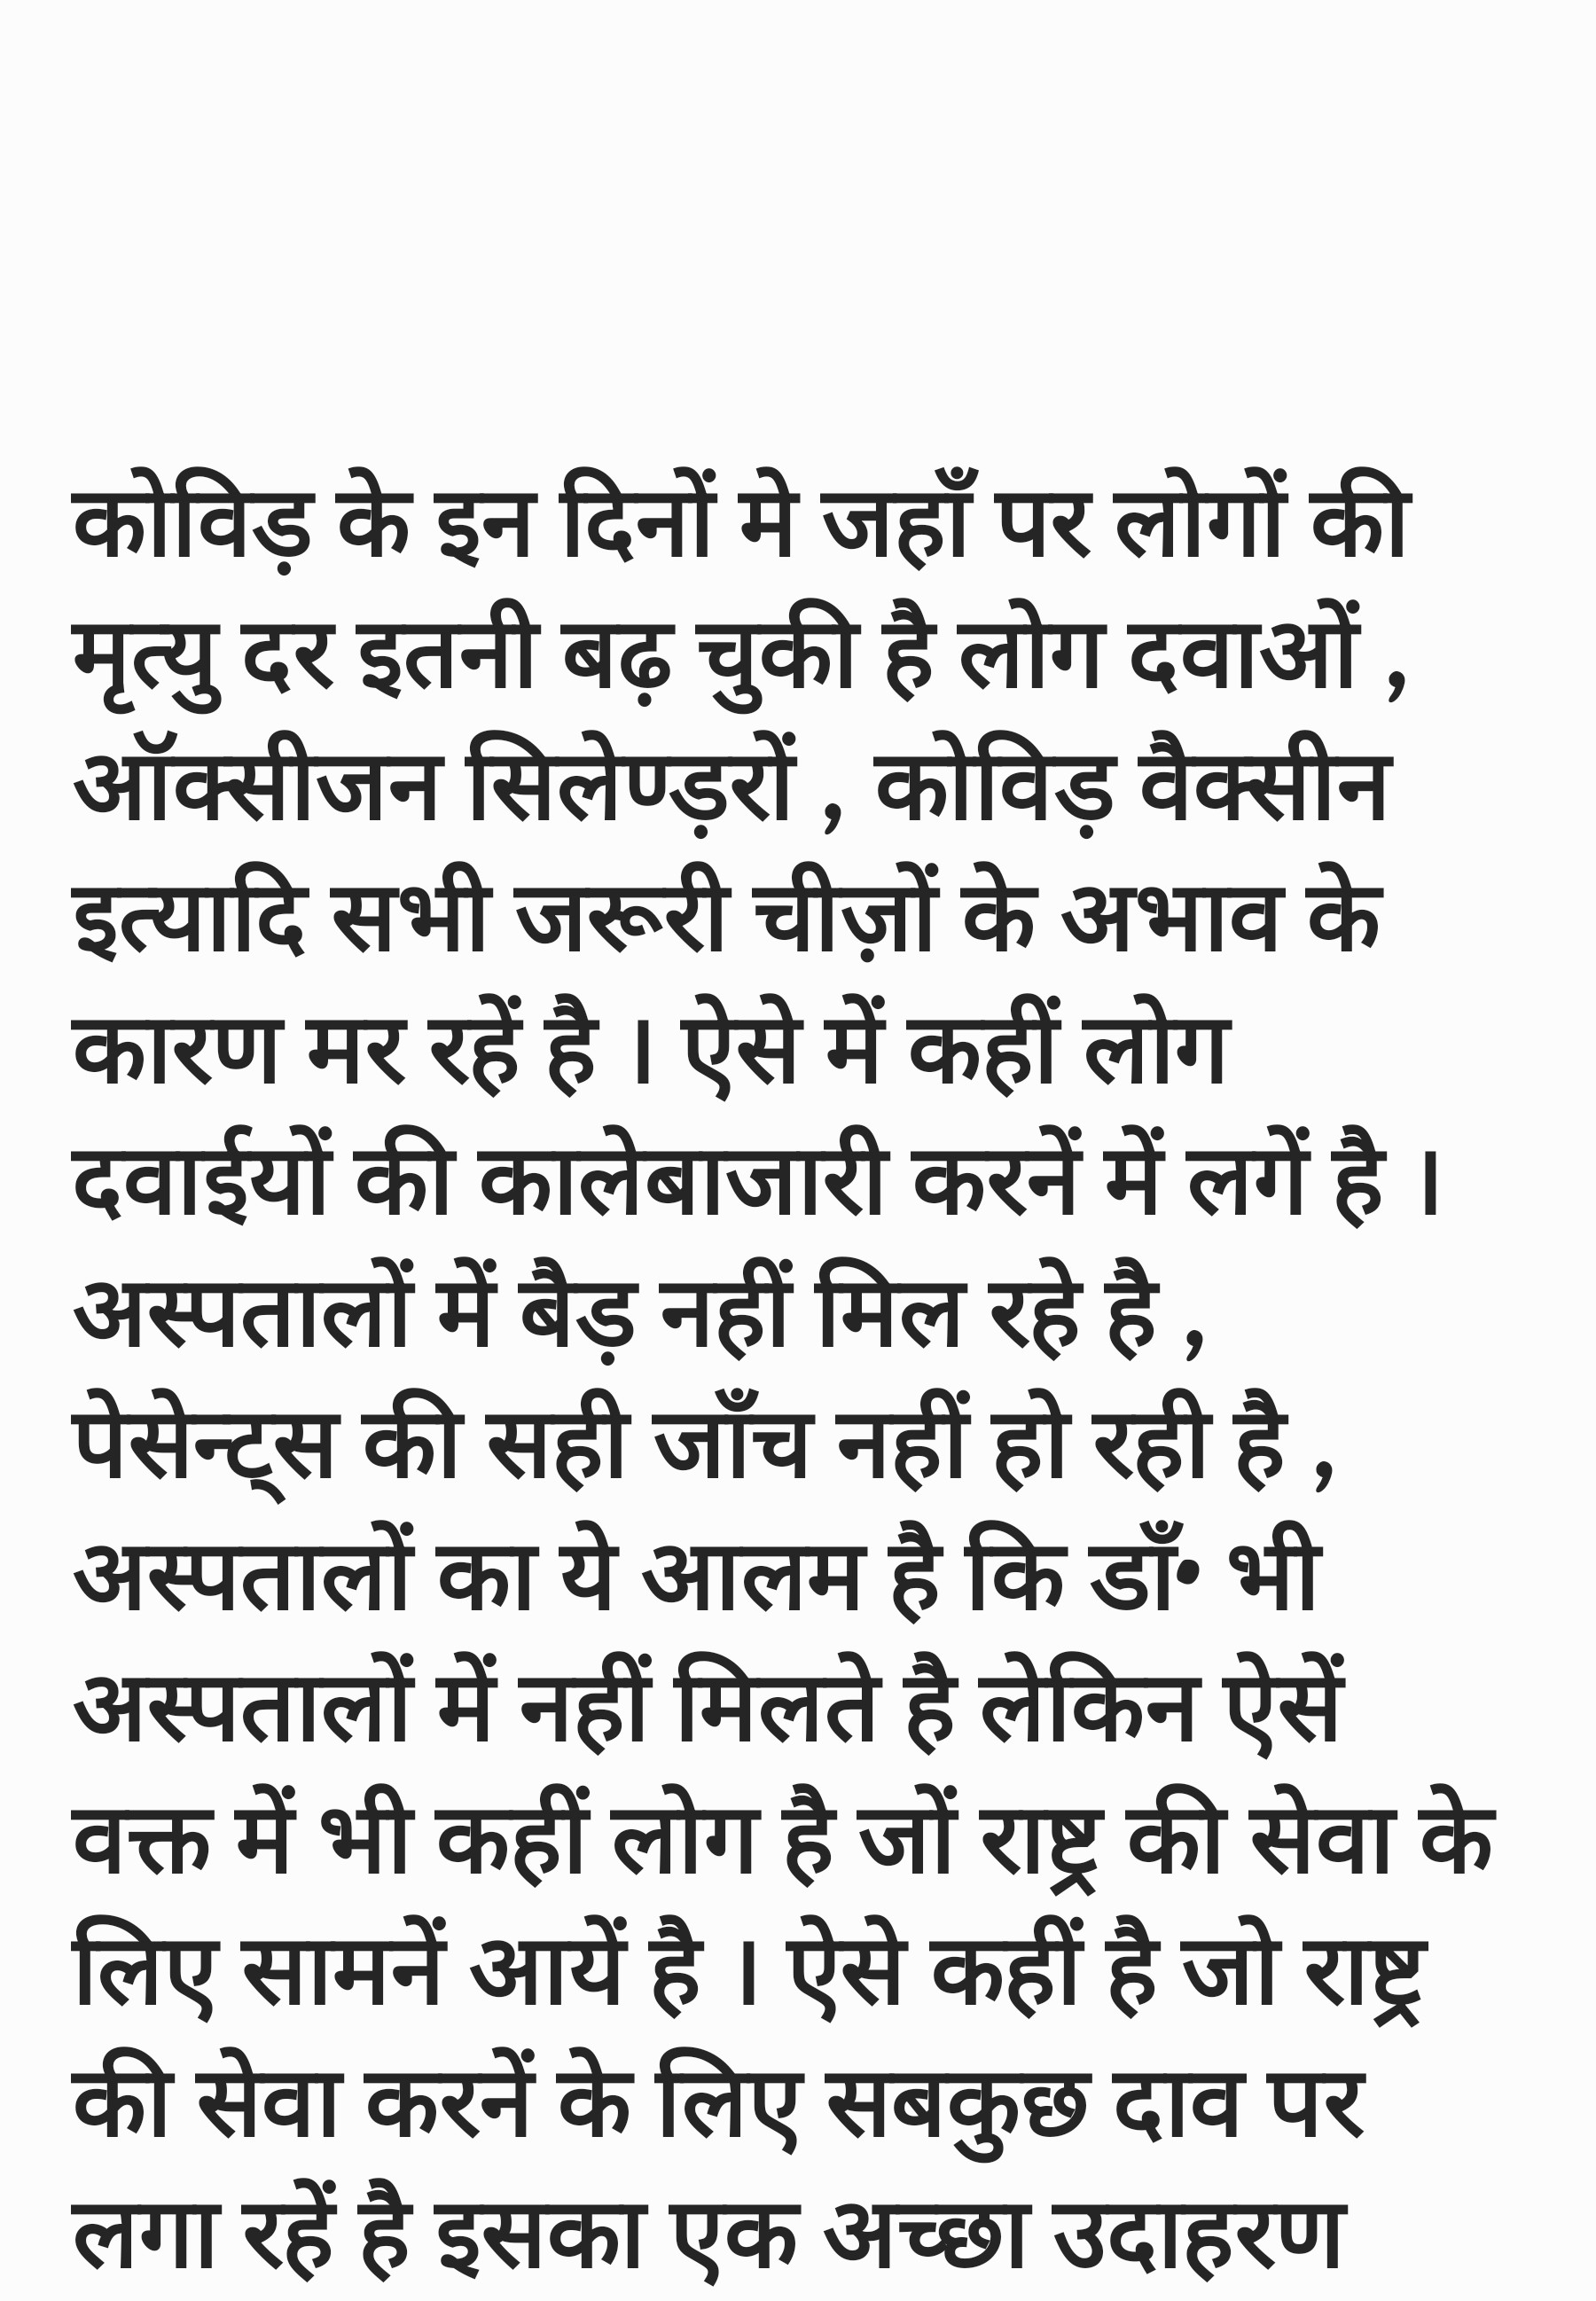 कोविड़ के इन दिनों मे जहाँ पर लोगों की
मृत्यु दर इतनी बढ़ चुकी है लोग दवाओं ,
ऑक्सीजन सिलेण्ड़रों , कोविड़ वैक्सीन
इत्यादि सभी जरूरी चीज़ों के अभाव के
कारण मर रहें है । ऐसे में कहीं लोग
दवाईयों की कालेबाजारी करनें में लगें है ।
अस्पतालों में बैड़ नहीं मिल रहे है ,
पेसेन्ट्स की सही जाँच नहीं हो रही है ,
अस्पतालों का ये आलम है कि डाँ• भी
अस्पतालों में नहीं मिलते है लेकिन ऐसें
वक्त में भी कहीं लोग है जों राष्ट्र की सेवा के
लिए सामनें आयें है । ऐसे कहीं है जो राष्ट्र
की सेवा करनें के लिए सबकुछ दाव पर
लगा रहें है इसका एक अच्छा उदाहरण